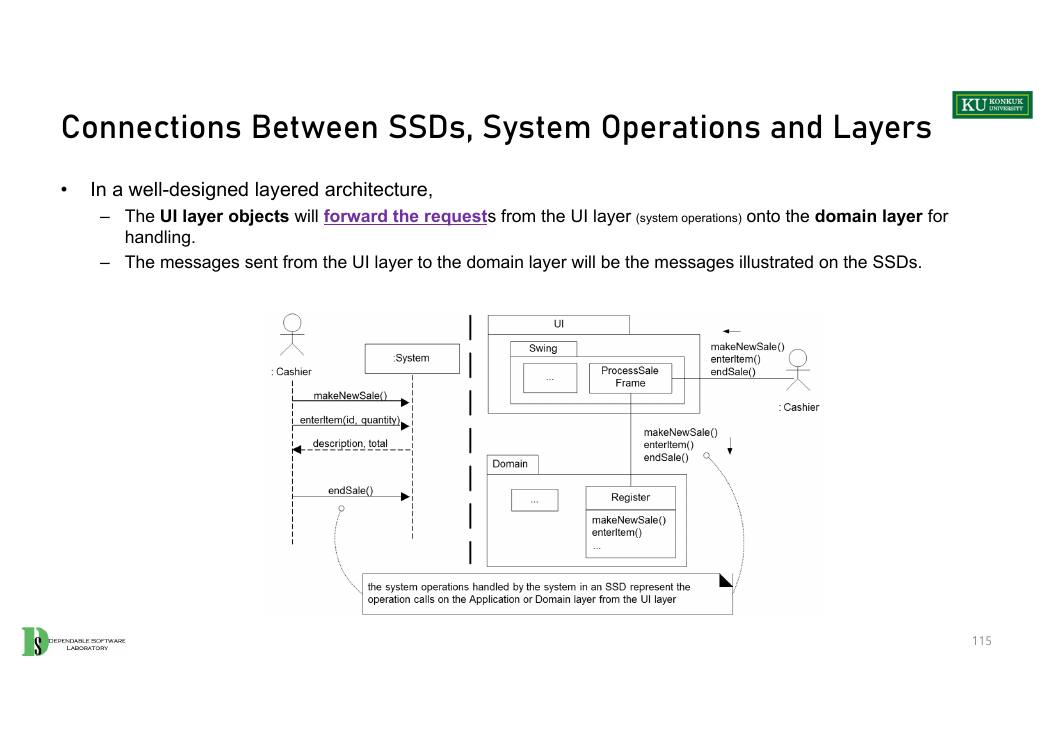 KU KONKUK
UNIVERSITY
Connections Between SSDs, System Operations and Layers
• In a well-designed layered architecture,
– The UI layer objects will forward the requests from the UI layer (system operations) onto the domain layer for
handling.
– The messages sent from the UI layer to the domain layer will be the messages illustrated on the SSDs.
: Cashier
:System
makeNewSale()
enterItem(id, quantity)
description, total
endSale()
UI
Swing
...
ProcessSale
Frame
makeNewSale()
enterItem()
endSale()
: Cashier
makeNewSale()
enterItem()
endSale()
Domain
...
Register
makeNewSale()
enterItem()
...
the system operations handled by the system in an SSD represent the
operation calls on the Application or Domain layer from the UI layer
DS DEPENDABLE SOFTWARE
LABORATORY
115